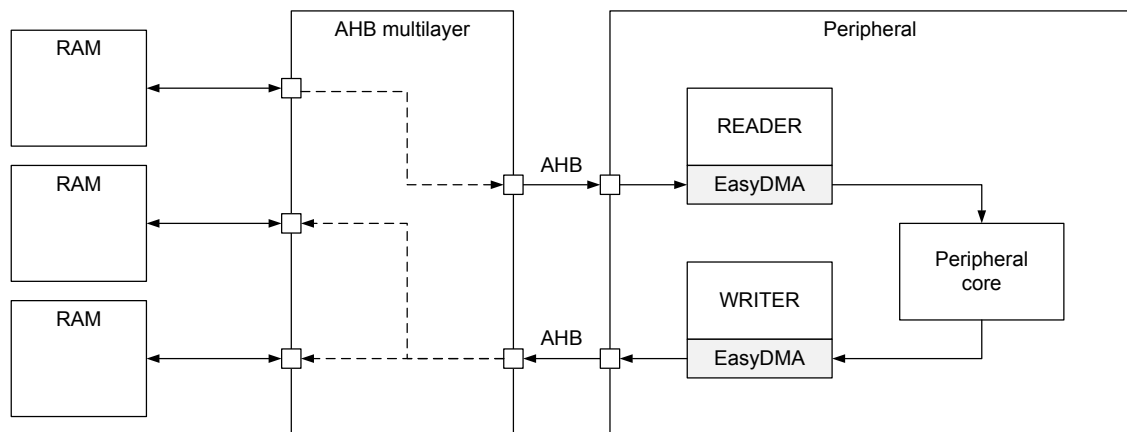 RAM
AHB multilayer
Peripheral
READER
AHB
EasyDMA
RAM
Peripheral
core
WRITER
RAM
AHB
EasyDMA